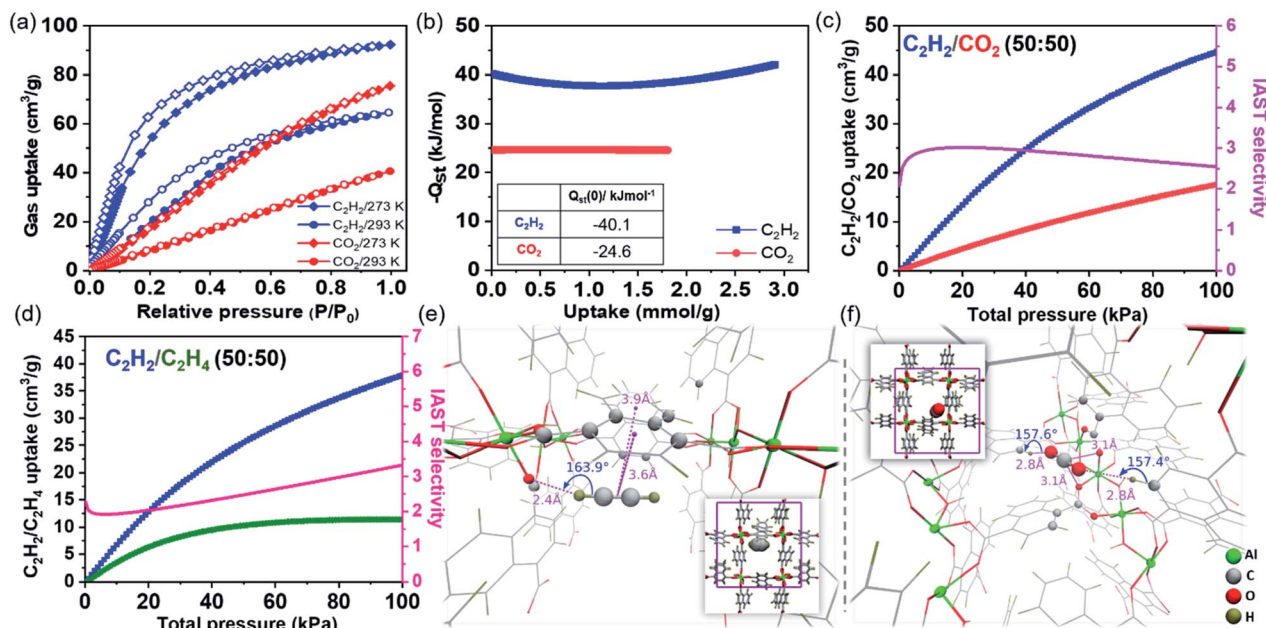 (a)
100
80
60
40
20
0
Gas uptake (cm³/g)
0.0 0.2 0.4 0.6 0.8 1.0
Relative pressure (P/P₀)
C₂H₂/273 K
C₂H₂/293 K
CO₂/273 K
CO₂/293 K
(b)
50
40
30
20
10
0
-Qst (kJ/mol)
Qst(0)/ kJmol⁻¹
C₂H₂ -40.1
CO₂ -24.6
C₂H₂
CO₂
0.0 0.5 1.0 1.5 2.0 2.5 3.0
Uptake (mmol/g)
(c)
C₂H₂/CO₂ (50:50)
50
40
30
20
10
0
C₂H₂/CO₂ uptake (cm³/g)
6
5
4
3
2
1
0
IAST selectivity
0 20 40 60 80 100
Total pressure (kPa)
(d)
C₂H₂/C₂H₄ (50:50)
45
40
35
30
25
20
15
10
5
0
C₂H₂/C₂H₄ uptake (cm³/g)
7
6
5
4
3
2
1
0
IAST selectivity
0 20 40 60 80 100
Total pressure (kPa)
(e)
3.9Å
163.9°
3.6Å
2.4Å
(f)
157.6°
3.1Å
157.4°
2.8Å
3.1Å
2.8Å
Al
C
O
H